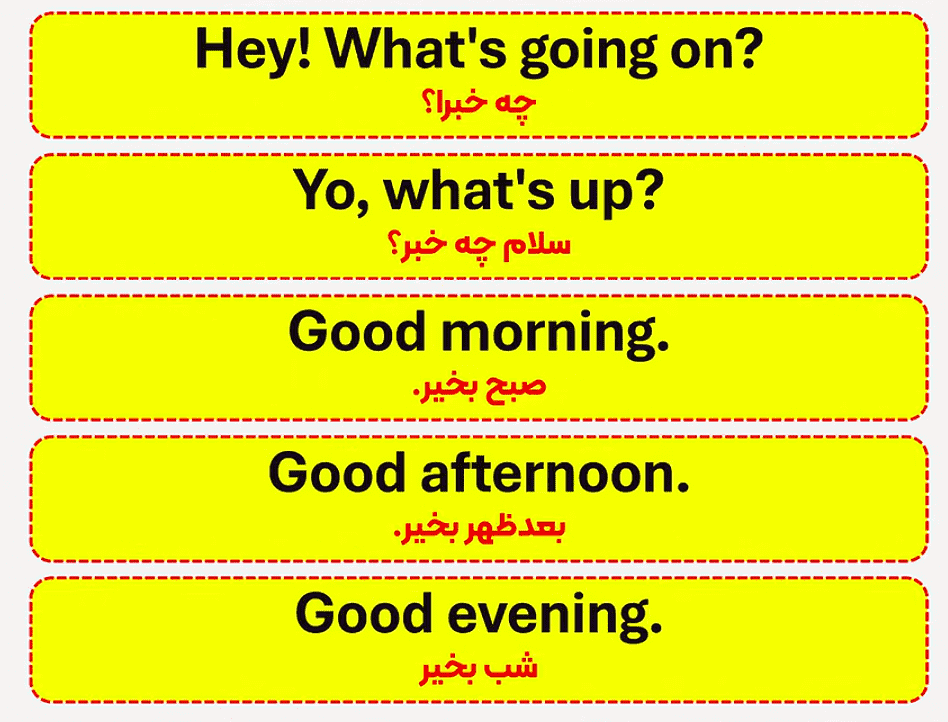 Hey! What's going on?
چه خبرا؟
Yo, what's up?
سلام چه خبر؟
Good morning.
صبح بخیر.
Good afternoon.
بعدظهر بخیر.
Good evening.
شب بخیر